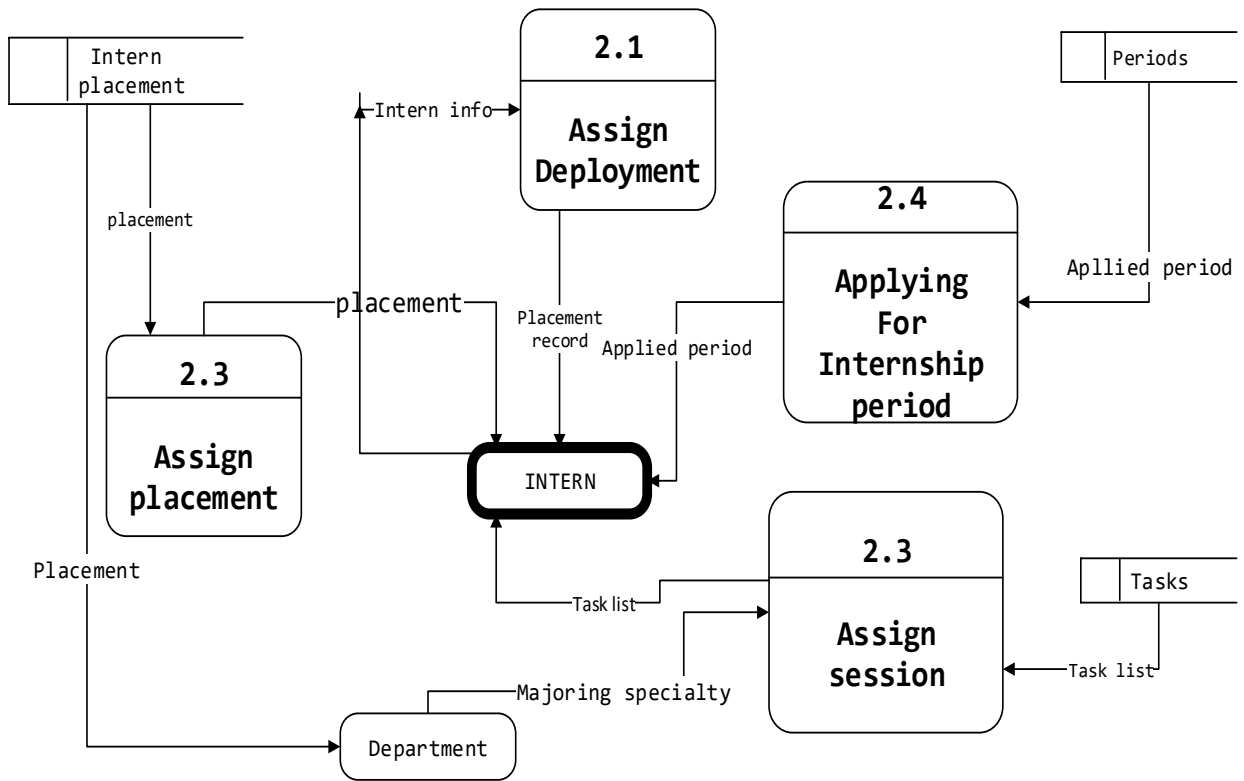 Intern
placement
2.1
Assign
Deployment
Periods
Intern info
2.4
Applying
For
Internship
period
placement
Apllied period
placement
Placement
record
Applied period
2.3
Assign
placement
INTERN
2.3
Assign
session
Placement
Tasks
Task list
Task list
Majoring specialty
Department